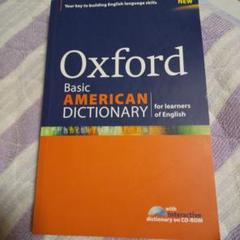 Your key to building English language skills
NEW
Oxford
Basic
AMERICAN
DICTIONARY
for learners
of English
with
Interactive
dictionary on CD-ROM